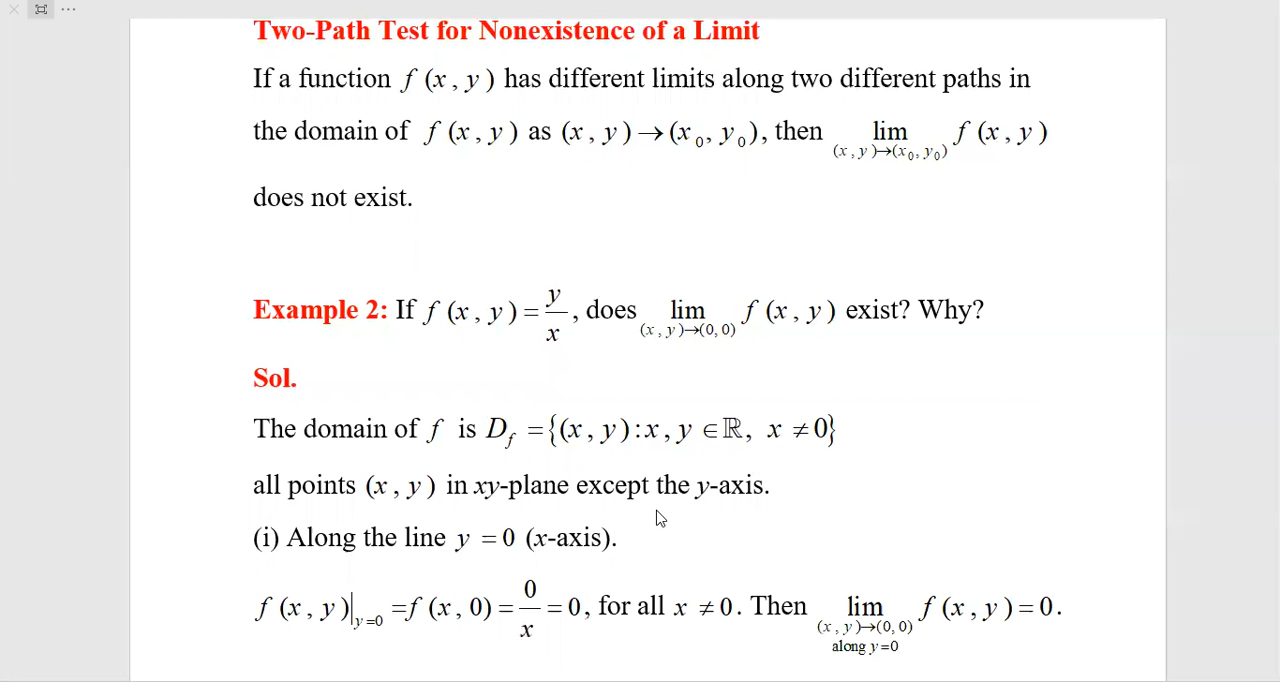 Two-Path Test for Nonexistence of a Limit
If a function f (x , y ) has different limits along two different paths in
the domain of f (x , y ) as (x , y ) → (x₀, y₀), then lim (x , y )→(x₀, y₀) f (x , y )
does not exist.
Example 2: If f (x , y ) = y/x , does lim (x , y )→(0, 0) f (x , y ) exist? Why?
Sol.
The domain of f is D_f = {(x , y ) : x , y ∈ ℝ, x ≠ 0}
all points (x , y ) in xy-plane except the y-axis.
(i) Along the line y = 0 (x-axis).
f (x , y )|_{y=0} = f (x , 0) = 0/x = 0, for all x ≠ 0. Then lim (x , y )→(0, 0) along y=0 f (x , y ) = 0.